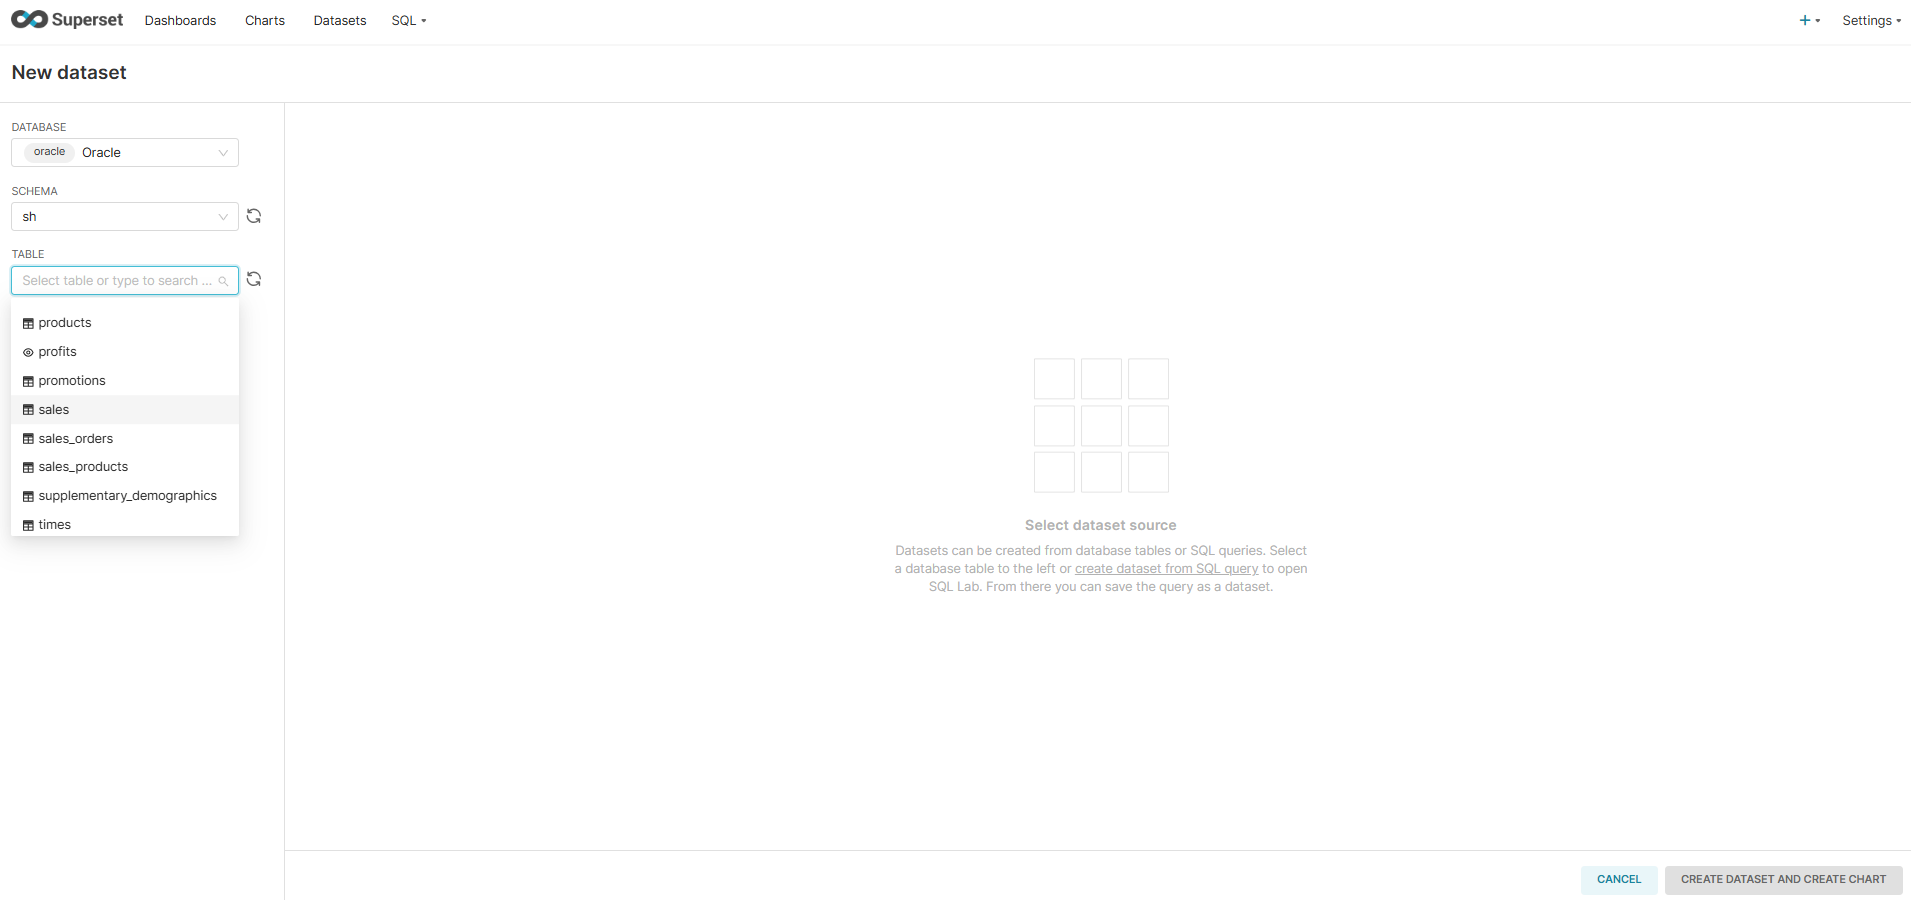 Superset Dashboards Charts Datasets SQL Settings
New dataset
DATABASE
oracle Oracle
SCHEMA
sh
TABLE
Select table or type to search ...
products
profits
promotions
sales
sales_orders
sales_products
supplementary_demographics
times
Select dataset source
Datasets can be created from database tables or SQL queries. Select
a database table to the left or create dataset from SQL query to open
SQL Lab. From there you can save the query as a dataset.
CANCEL CREATE DATASET AND CREATE CHART